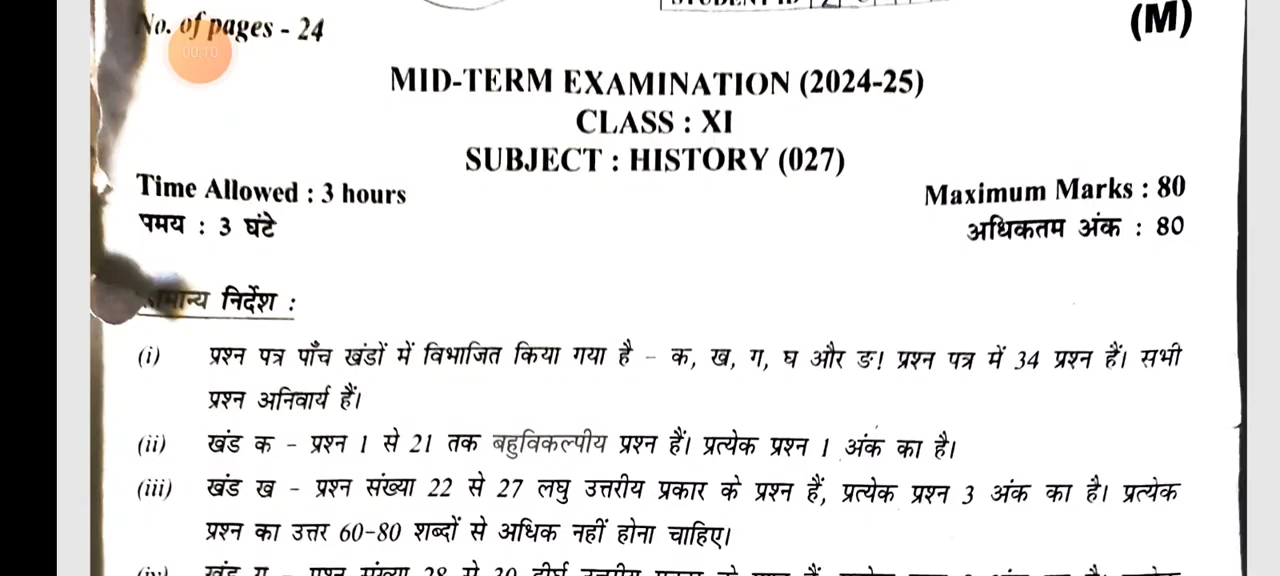 No. of pages - 24
(M)
00:10
MID-TERM EXAMINATION (2024-25)
CLASS : XI
SUBJECT : HISTORY (027)
Time Allowed : 3 hours
Maximum Marks : 80
समय : 3 घंटे
अधिकतम अंक : 80
सामान्य निर्देश :
(i) प्रश्न पत्र पाँच खंडों में विभाजित किया गया है – क, ख, ग, घ और ङ! प्रश्न पत्र में 34 प्रश्न हैं। सभी
प्रश्न अनिवार्य हैं।
(ii) खंड क – प्रश्न 1 से 21 तक बहुविकल्पीय प्रश्न हैं। प्रत्येक प्रश्न 1 अंक का है।
(iii) खंड ख – प्रश्न संख्या 22 से 27 लघु उत्तरीय प्रकार के प्रश्न हैं, प्रत्येक प्रश्न 3 अंक का है। प्रत्येक
प्रश्न का उत्तर 60-80 शब्दों से अधिक नहीं होना चाहिए।